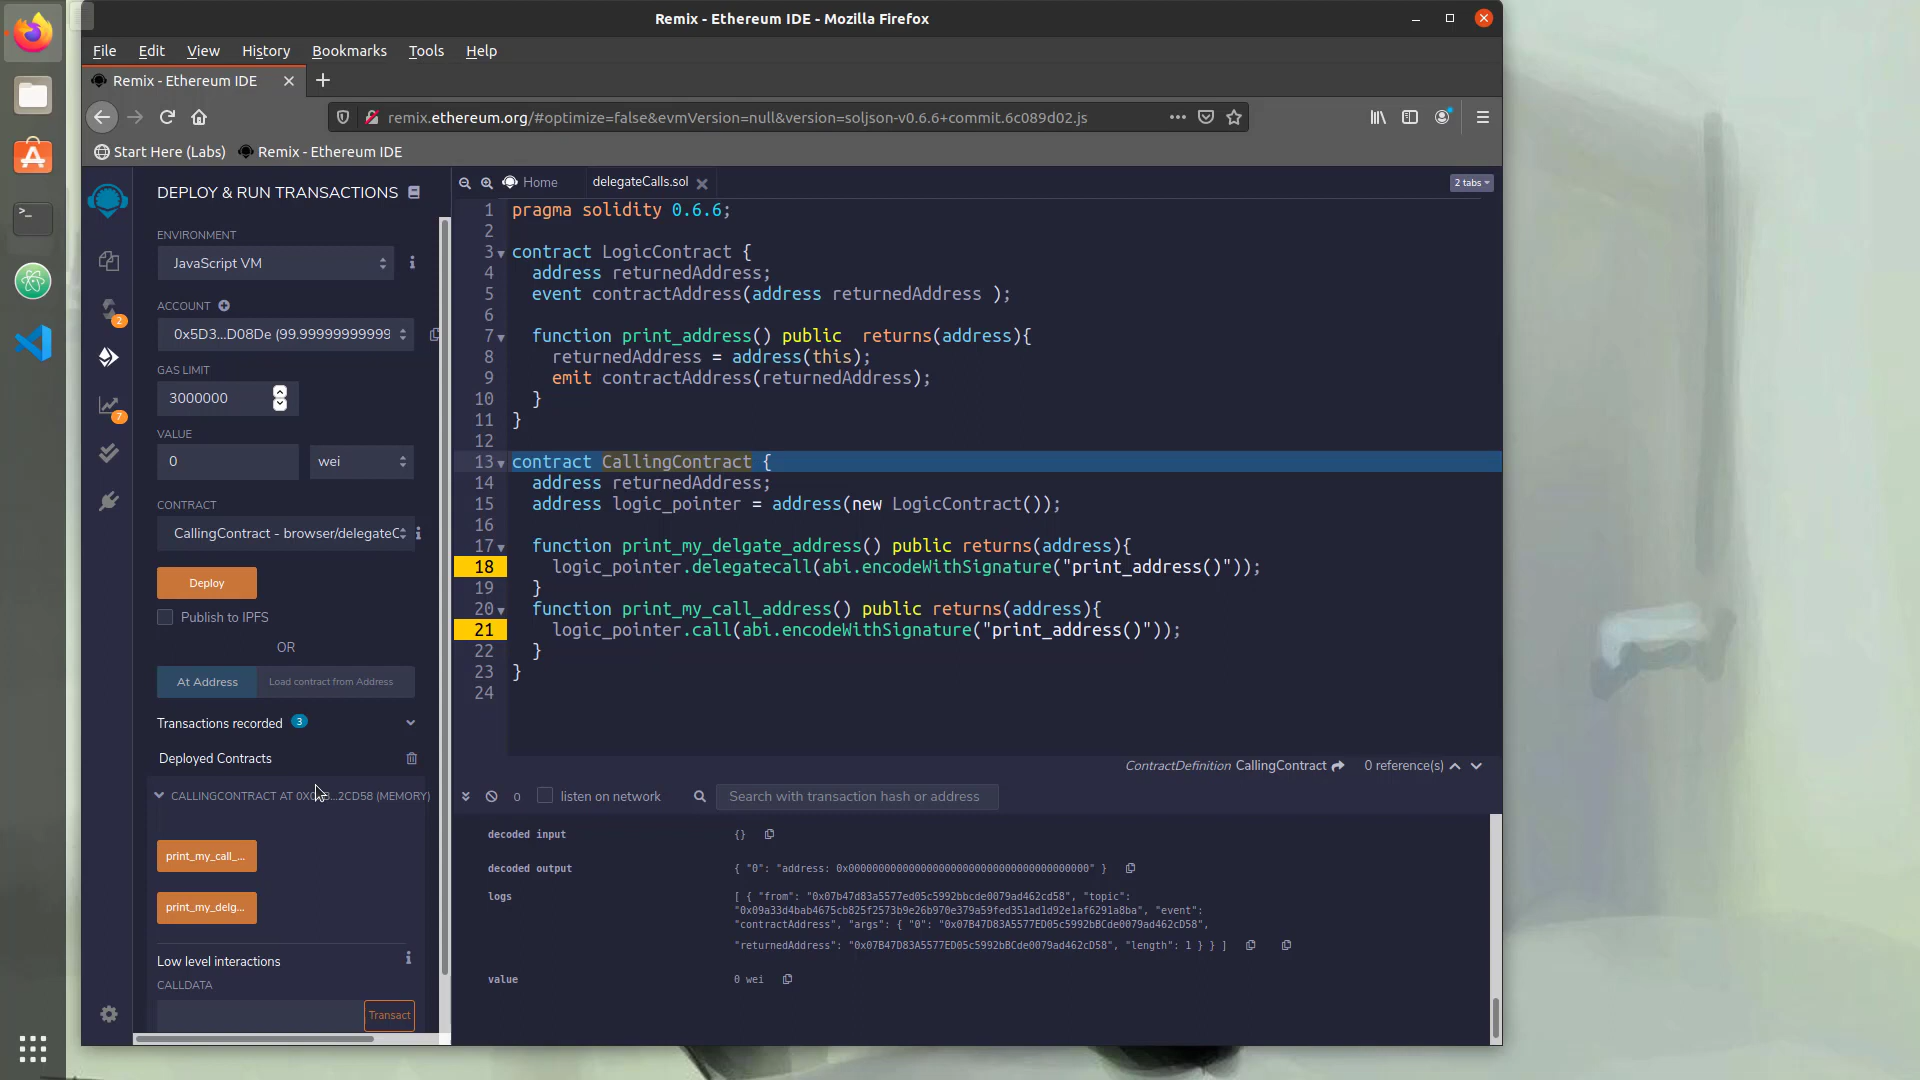 Remix - Ethereum IDE - Mozilla Firefox
File Edit View History Bookmarks Tools Help
Remix - Ethereum IDE
remix.ethereum.org/#optimize=false&evmVersion=null&version=soljson-v0.6.6+commit.6c089d02.js
Start Here (Labs) Remix - Ethereum IDE
DEPLOY & RUN TRANSACTIONS
ENVIRONMENT
JavaScript VM
ACCOUNT
0x5D3...D08De (99.9999999999
GAS LIMIT
3000000
VALUE
0 wei
CONTRACT
CallingContract - browser/delegateC
Deploy
Publish to IPFS
OR
At Address Load contract from Address
Transactions recorded 3
Deployed Contracts
CALLINGCONTRACT AT 2CD58 (MEMORY)
print_my_call_...
print_my_delg...
Low level interactions
CALLDATA
Transact
2
7
Home delegateCalls.sol 2 tabs
1 pragma solidity 0.6.6;
2
3 contract LogicContract {
4 address returnedAddress;
5 event contractAddress(address returnedAddress );
6
7 function print_address() public  returns(address){
8 returnedAddress = address(this);
9 emit contractAddress(returnedAddress);
10 }
11 }
12
13 contract CallingContract {
14 address returnedAddress;
15 address logic_pointer = address(new LogicContract());
16
17 function print_my_delgate_address() public returns(address){
18 logic_pointer.delegatecall(abi.encodeWithSignature("print_address()"));
19 }
20 function print_my_call_address() public returns(address){
21 logic_pointer.call(abi.encodeWithSignature("print_address()"));
22 }
23 }
24
ContractDefinition CallingContract 0 reference(s)
0 listen on network Search with transaction hash or address
decoded input {}
decoded output { "0": "address: 0x0000000000000000000000000000000000000000" }
logs [ { "from": "0x07b47d83a5577ed05c5992bbcde0079ad462cd58", "topic":
"0x09a33d4bab4675cb825f2573b9e26b970e379a59fed351ad1d92e1af6291a8ba", "event":
"contractAddress", "args": { "0": "0x07B47D83A5577ED05c5992bBCde0079ad462cD58",
"returnedAddress": "0x07B47D83A5577ED05c5992bBCde0079ad462cD58", "length": 1 } } ]
value 0 wei